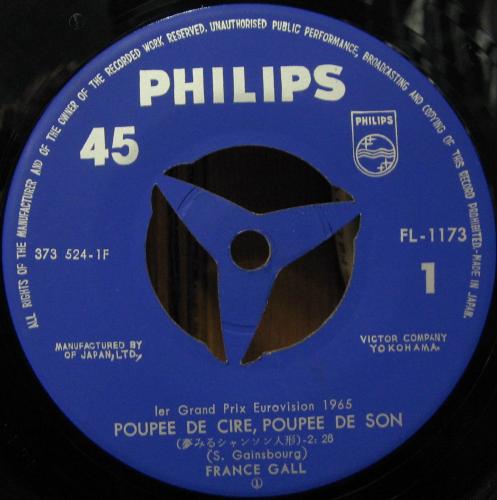 ALL RIGHTS OF THE MANUFACTURER AND OF THE OWNER OF THE RECORDED WORK RESERVED. UNAUTHORISED PUBLIC PERFORMANCE, BROADCASTING AND COPYING OF THIS RECORD PROHIBITED·MADE IN JAPAN.
PHILIPS
45
PHILIPS
FL-1173
373 524-1F
1
MANUFACTURED BY
OF JAPAN, LTD.,
VICTOR COMPANY
YOKOHAMA.
ler Grand Prix Eurovision 1965
POUPEE DE CIRE, POUPEE DE SON
(夢みるシャンソン人形)-2:28
(S. Gainsbourg)
FRANCE GALL
①